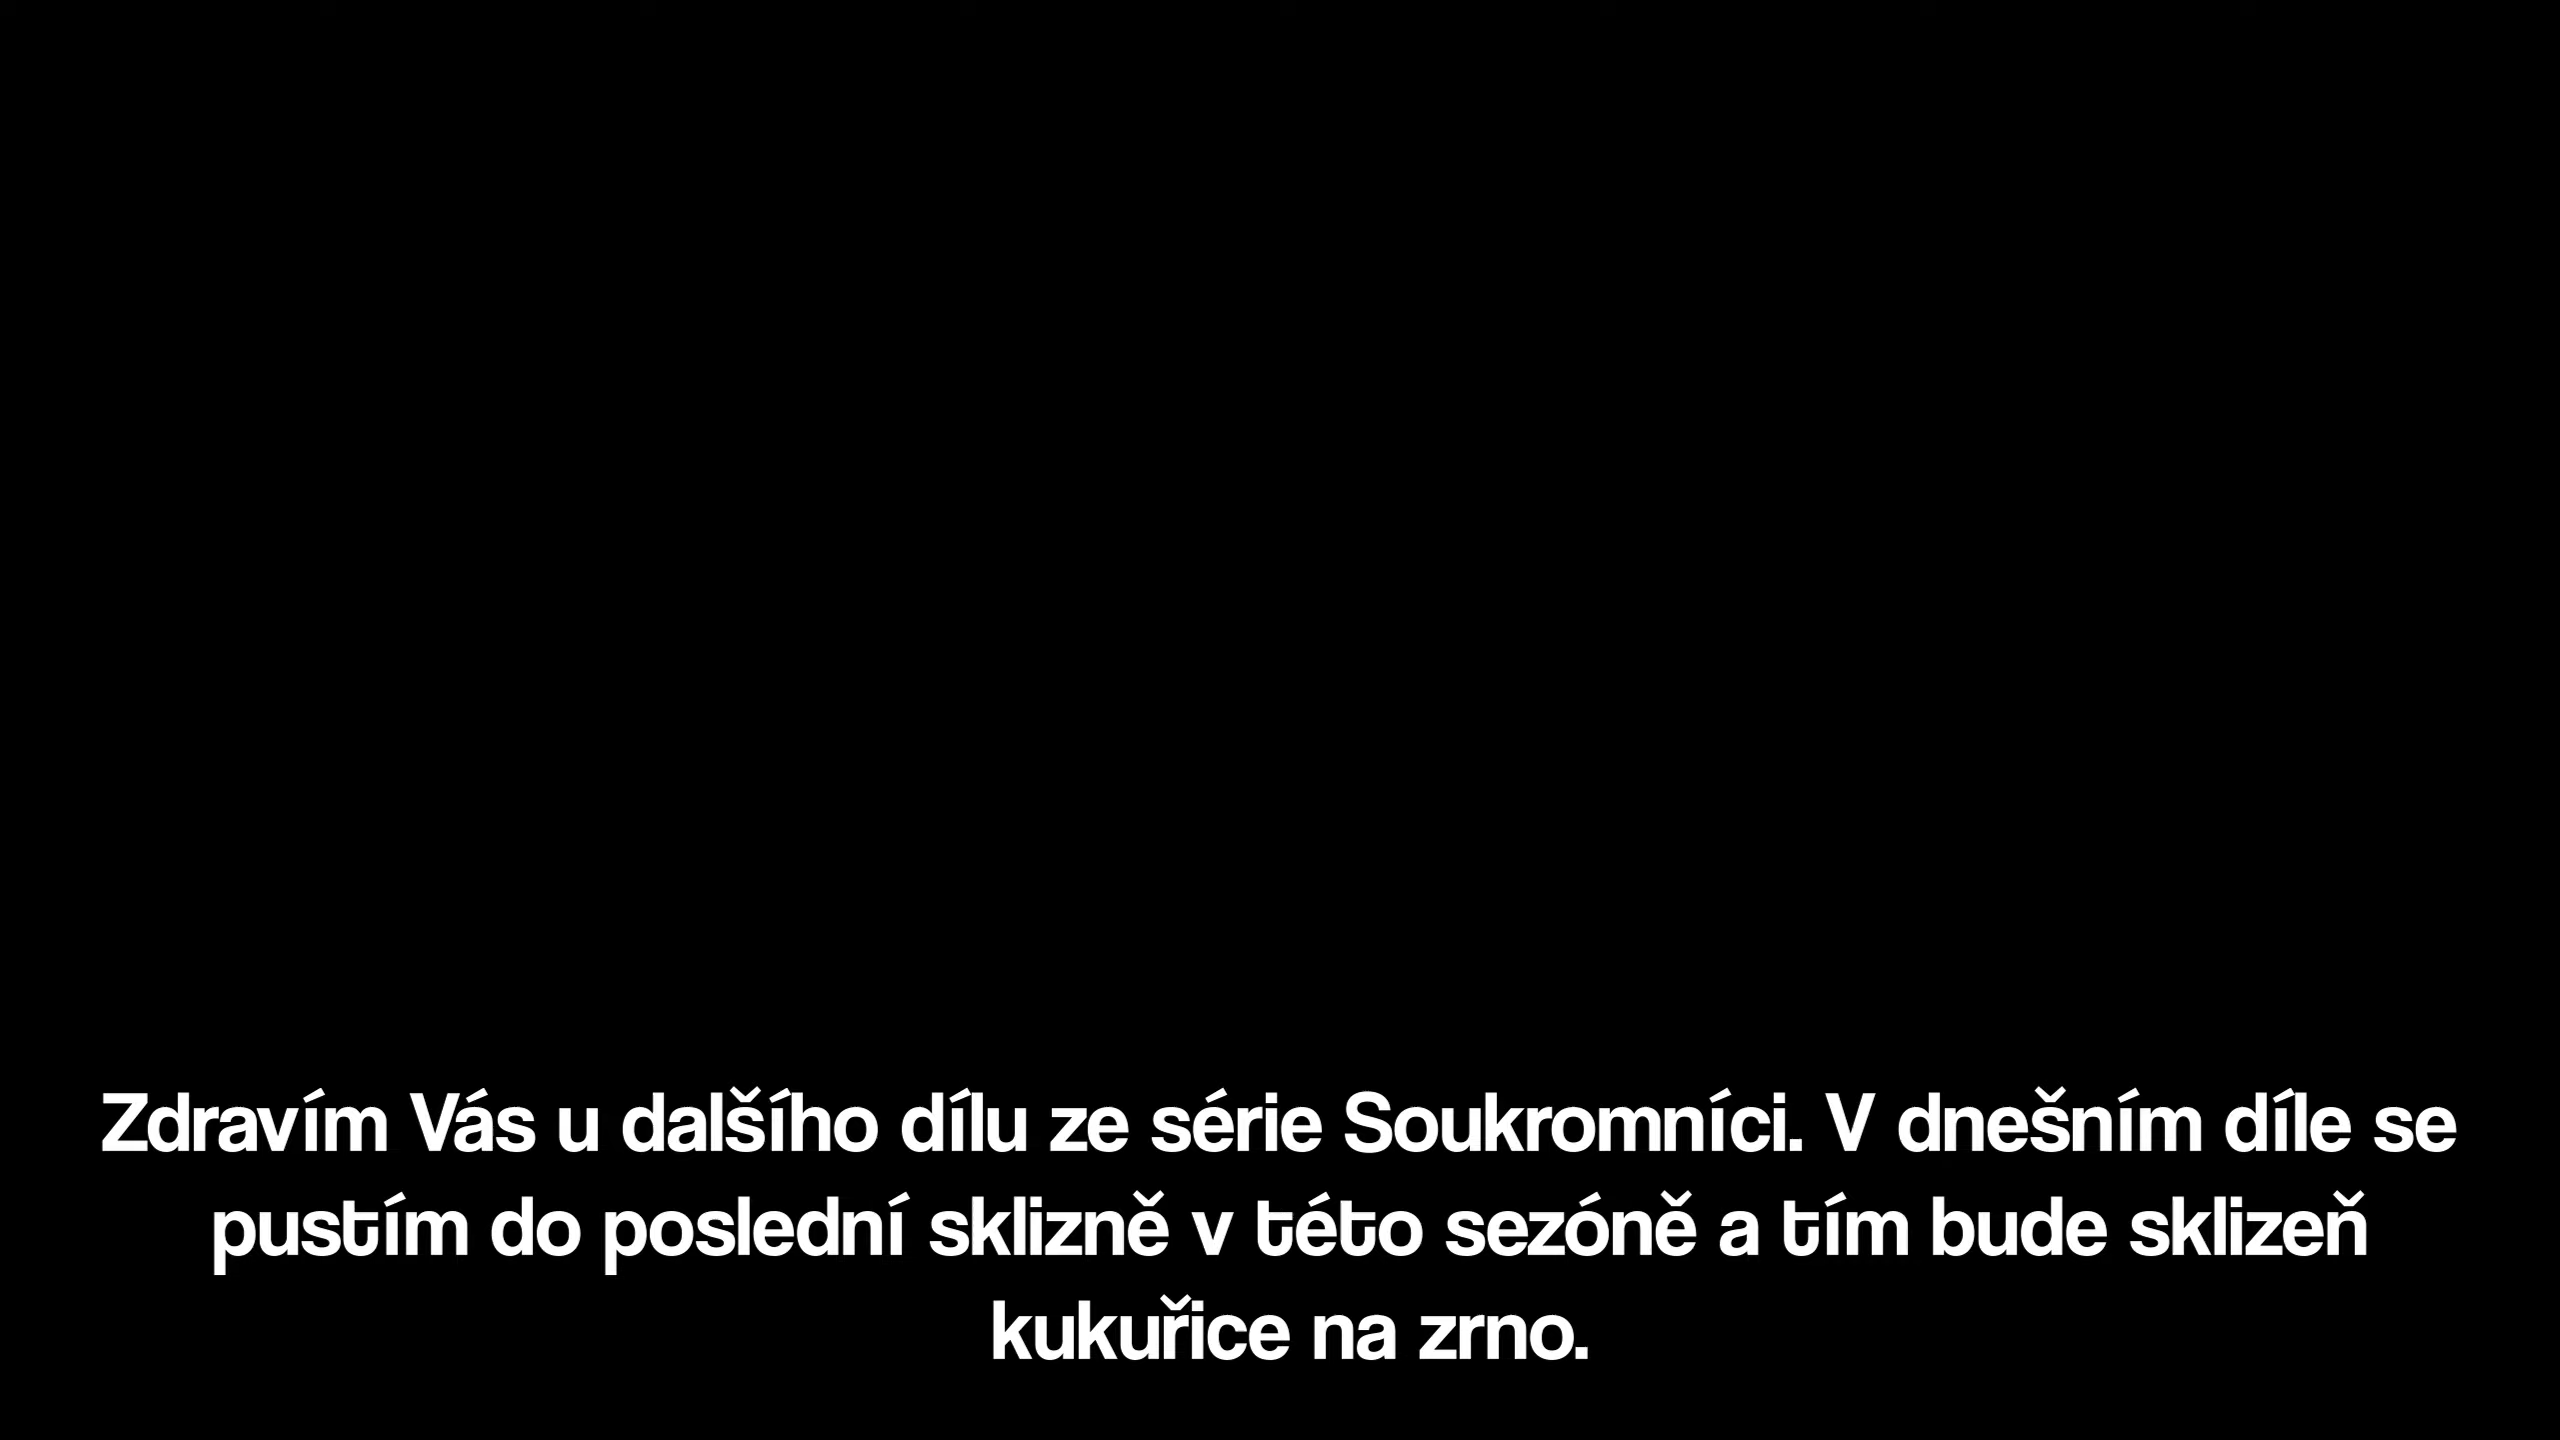 Zdravím Vás u dalšího dílu ze série Soukromníci. V dnešním díle se
pustím do poslední sklizně v této sezóně a tím bude sklizeň
kukuřice na zrno.